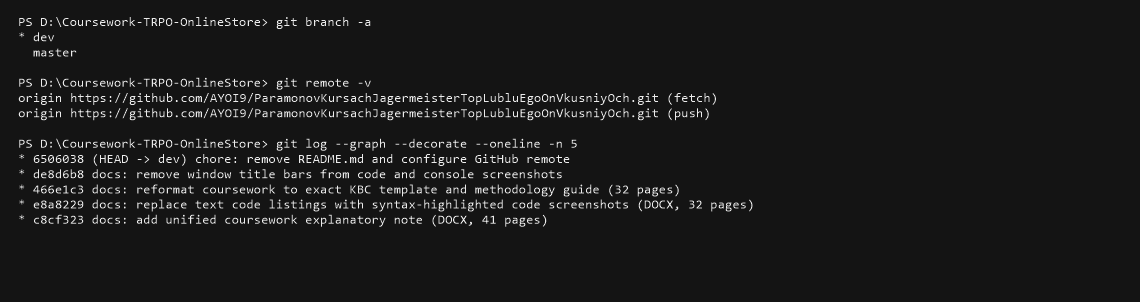 PS D:\Coursework-TRPO-OnlineStore> git branch -a
* dev
  master
PS D:\Coursework-TRPO-OnlineStore> git remote -v
origin https://github.com/AYOI9/ParamonovKursachJagermeisterTopLubluEgoOnVkusniyOch.git (fetch)
origin https://github.com/AYOI9/ParamonovKursachJagermeisterTopLubluEgoOnVkusniyOch.git (push)
PS D:\Coursework-TRPO-OnlineStore> git log --graph --decorate --oneline -n 5
* 6506038 (HEAD -> dev) chore: remove README.md and configure GitHub remote
* de8d6b8 docs: remove window title bars from code and console screenshots
* 466e1c3 docs: reformat coursework to exact KBC template and methodology guide (32 pages)
* e8a8229 docs: replace text code listings with syntax-highlighted code screenshots (DOCX, 32 pages)
* c8cf323 docs: add unified coursework explanatory note (DOCX, 41 pages)